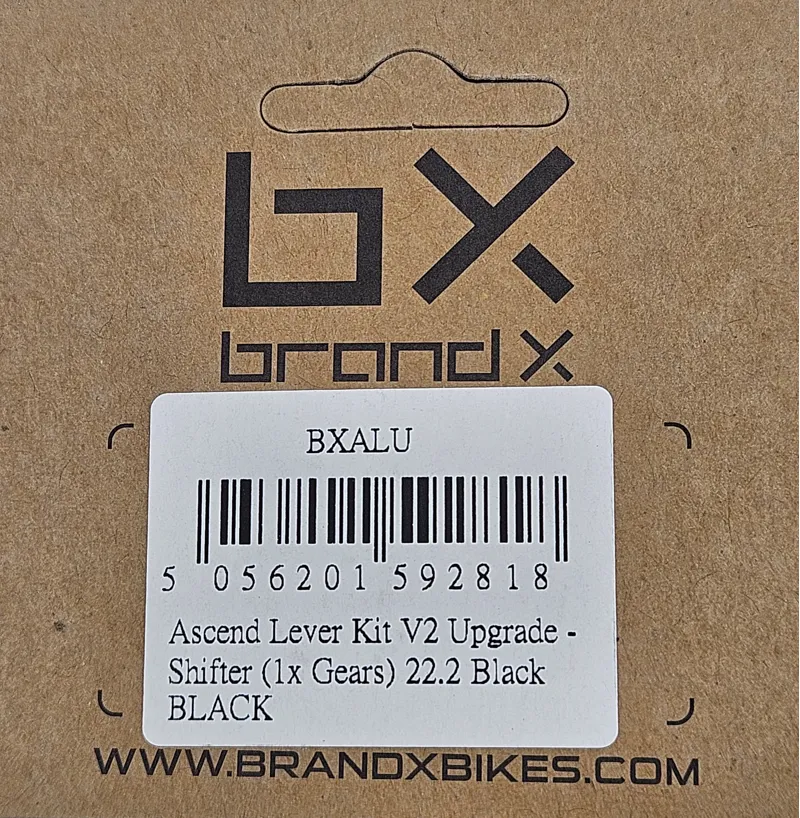 bx
brand x
BXALU
5 056201 592818
Ascend Lever Kit V2 Upgrade -
Shifter (1x Gears) 22.2 Black
BLACK
WWW.BRANDXBIKES.COM